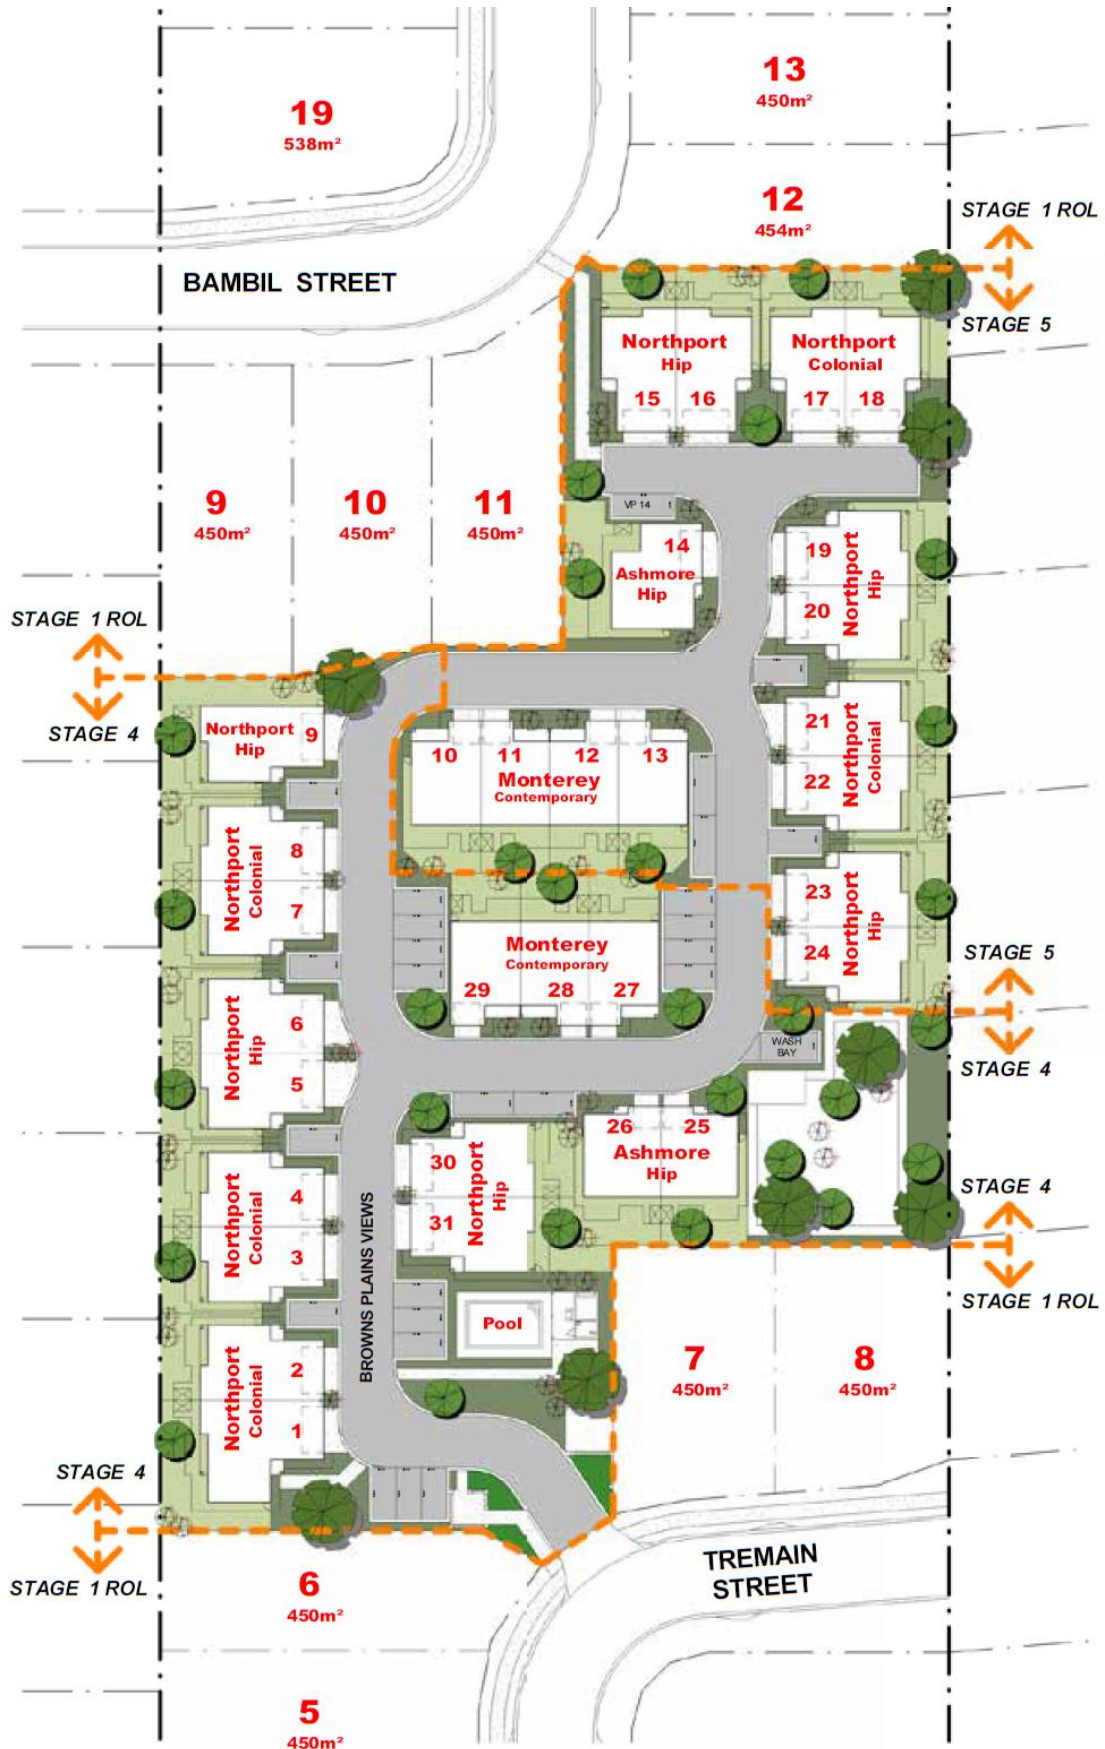 13
450m²
19
538m²
12
454m²
STAGE 1 ROL
BAMBIL STREET
STAGE 5
Northport
Hip
15 16
Northport
Colonial
17 18
9
450m²
10
450m²
11
450m²
VP 14
14
Ashmore
Hip
19
20
Northport
Hip
STAGE 1 ROL
STAGE 4
Northport
Hip
9
10 11 12 13
Monterey
Contemporary
21
22
Northport
Colonial
Northport
Colonial
8
7
23
24
Northport
Hip
Monterey
Contemporary
29 28 27
STAGE 5
STAGE 4
Northport
Hip
6
5
WASH
BAY
26 25
Ashmore
Hip
30
31
Northport
Hip
Northport
Colonial
4
3
STAGE 4
STAGE 1 ROL
BROWNS PLAINS VIEWS
Pool
7
450m²
8
450m²
Northport
Colonial
2
1
STAGE 4
STAGE 1 ROL
TREMAIN
STREET
6
450m²
5
450m²